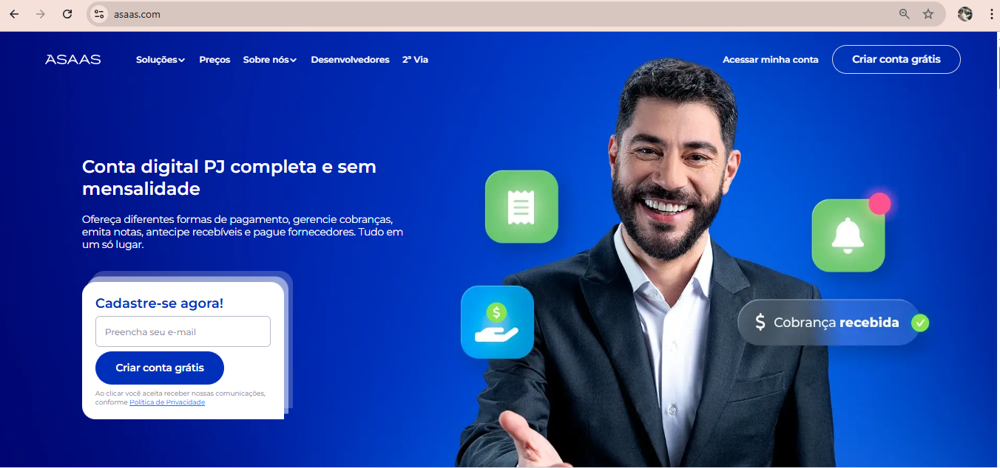 asaas.com
ASAAS
Soluções
Preços
Sobre nós
Desenvolvedores
2ª Via
Acessar minha conta
Criar conta grátis
Conta digital PJ completa e sem
mensalidade
Ofereça diferentes formas de pagamento, gerencie cobranças,
emita notas, antecipe recebíveis e pague fornecedores. Tudo em
um só lugar.
Cadastre-se agora!
Preencha seu e-mail
Criar conta grátis
Ao clicar você aceita receber nossas comunicações,
conforme Política de Privacidade
$
$ Cobrança recebida